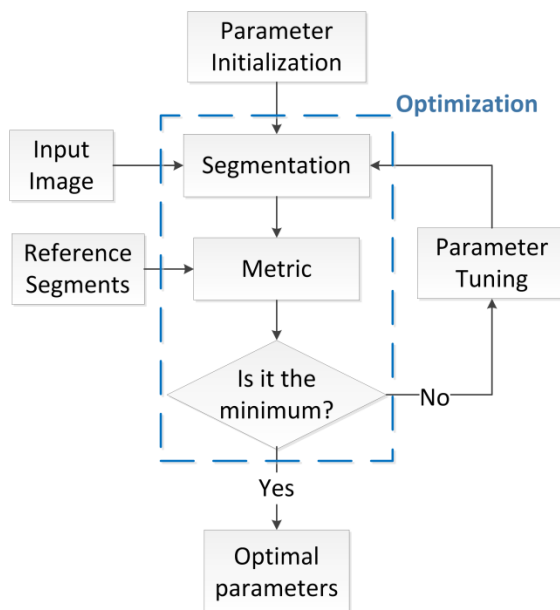 Parameter
Initialization
Optimization
Input
Image
Segmentation
Reference
Segments
Metric
Parameter
Tuning
Is it the
minimum?
No
Yes
Optimal
parameters